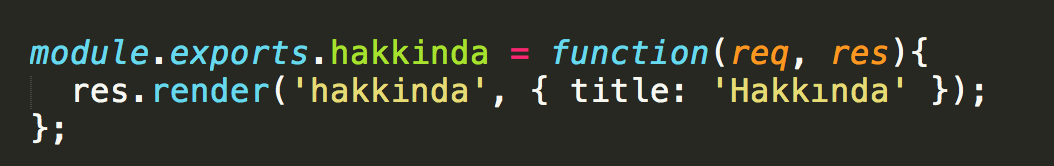 module.exports.hakkinda = function(req, res){
  res.render('hakkinda', { title: 'Hakkında' });
};